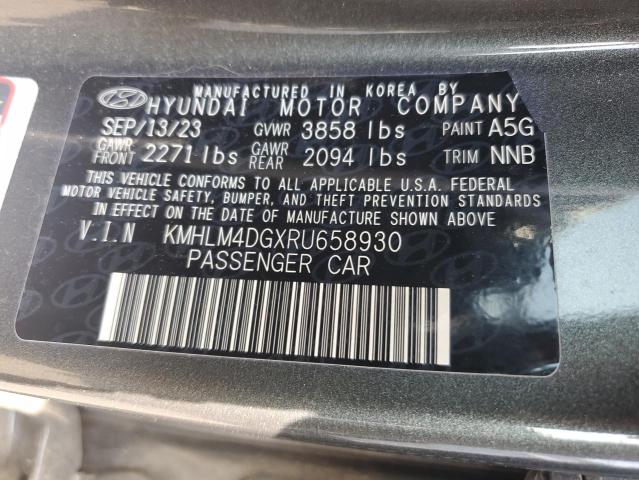 MANUFACTURED IN KOREA BY
HYUNDAI MOTOR COMPANY
SEP/13/23 GVWR 3858 lbs PAINT A5G
GAWR FRONT 2271 lbs GAWR REAR 2094 lbs TRIM NNB
THIS VEHICLE CONFORMS TO ALL APPLICABLE U.S.A. FEDERAL
MOTOR VEHICLE SAFETY, BUMPER, AND THEFT PREVENTION STANDARDS
IN EFFECT ON THE DATE OF MANUFACTURE SHOWN ABOVE
V.I.N KMHLM4DGXRU658930
PASSENGER CAR